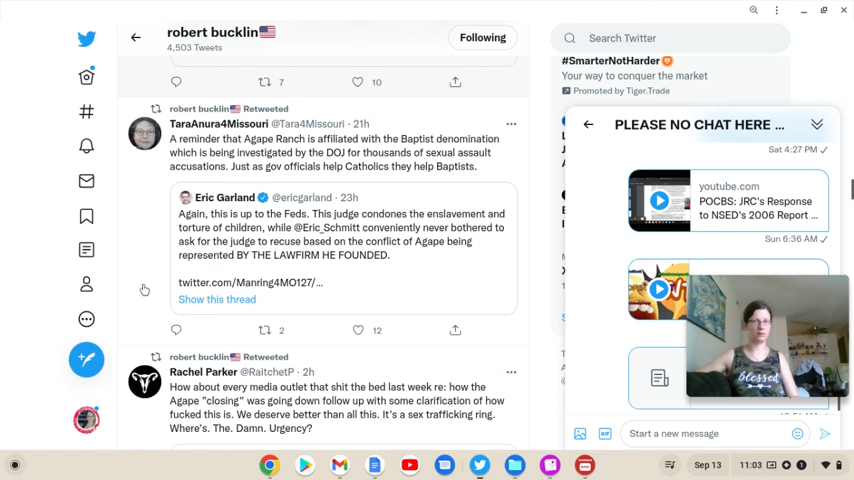 robert bucklin🇺🇸
4,503 Tweets
Following
7
10
robert bucklin🇺🇸 Retweeted
TaraAnura4Missouri @Tara4Missouri · 21h
A reminder that Agape Ranch is affiliated with the Baptist denomination
which is being investigated by the DOJ for thousands of sexual assault
accusations. Just as gov officials help Catholics they help Baptists.
Eric Garland @ericgarland · 23h
Again, this is up to the Feds. This judge condones the enslavement and
torture of children, while @Eric_Schmitt conveniently never bothered to
ask for the judge to recuse based on the conflict of Agape being
represented BY THE LAWFIRM HE FOUNDED.
twitter.com/Manring4MO127/...
Show this thread
2
12
robert bucklin🇺🇸 Retweeted
Rachel Parker @RaitchetP · 2h
How about every media outlet that shit the bed last week re: how the
Agape "closing" was going down follow up with some clarification of how
fucked this is. We deserve better than all this. It's a sex trafficking ring.
Where's. The. Damn. Urgency?
Search Twitter
#SmarterNotHarder
Your way to conquer the market
Promoted by Tiger.Trade
PLEASE NO CHAT HERE ...
Sat 4:27 PM
youtube.com
POCBS: JRC's Response
to NSED's 2006 Report ...
Sun 6:36 AM
blessed
Start a new message
Sep 13
11:03